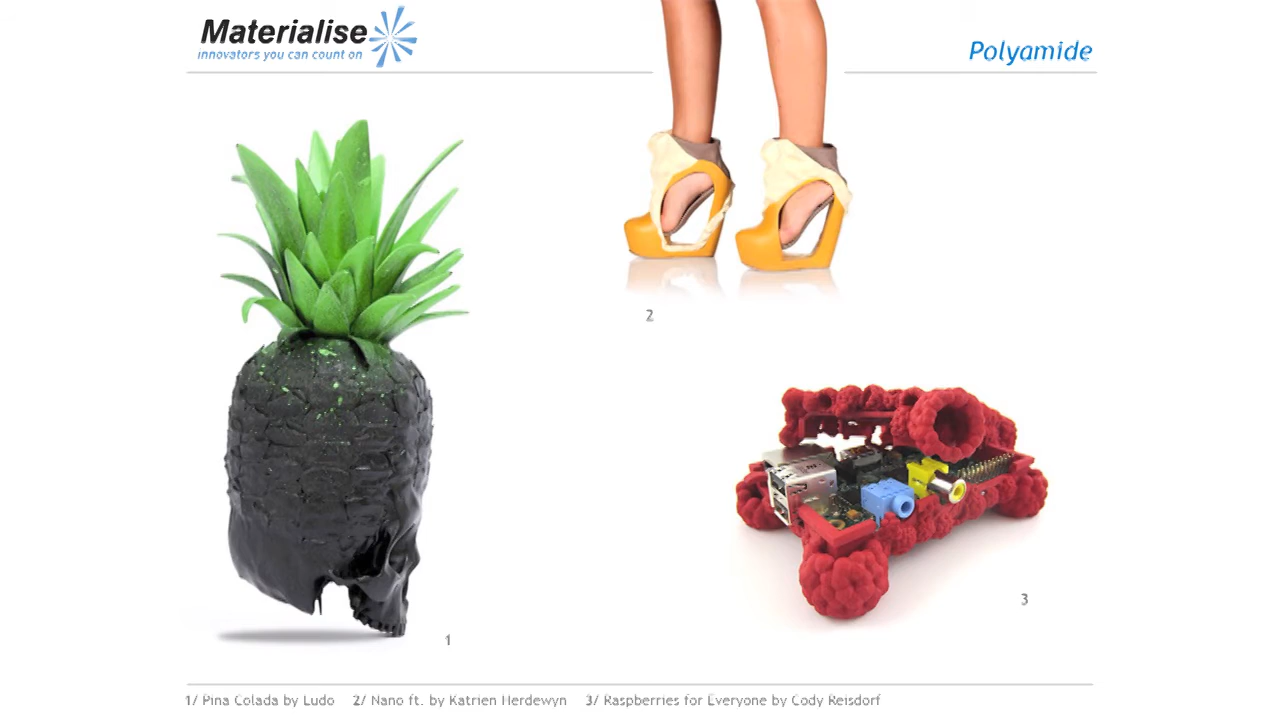 Materialise
innovators you can count on
Polyamide
2
3
1
1/ Pina Colada by Ludo 2/ Nano ft. by Katrien Herdewyn 3/ Raspberries for Everyone by Cody Reisdorf